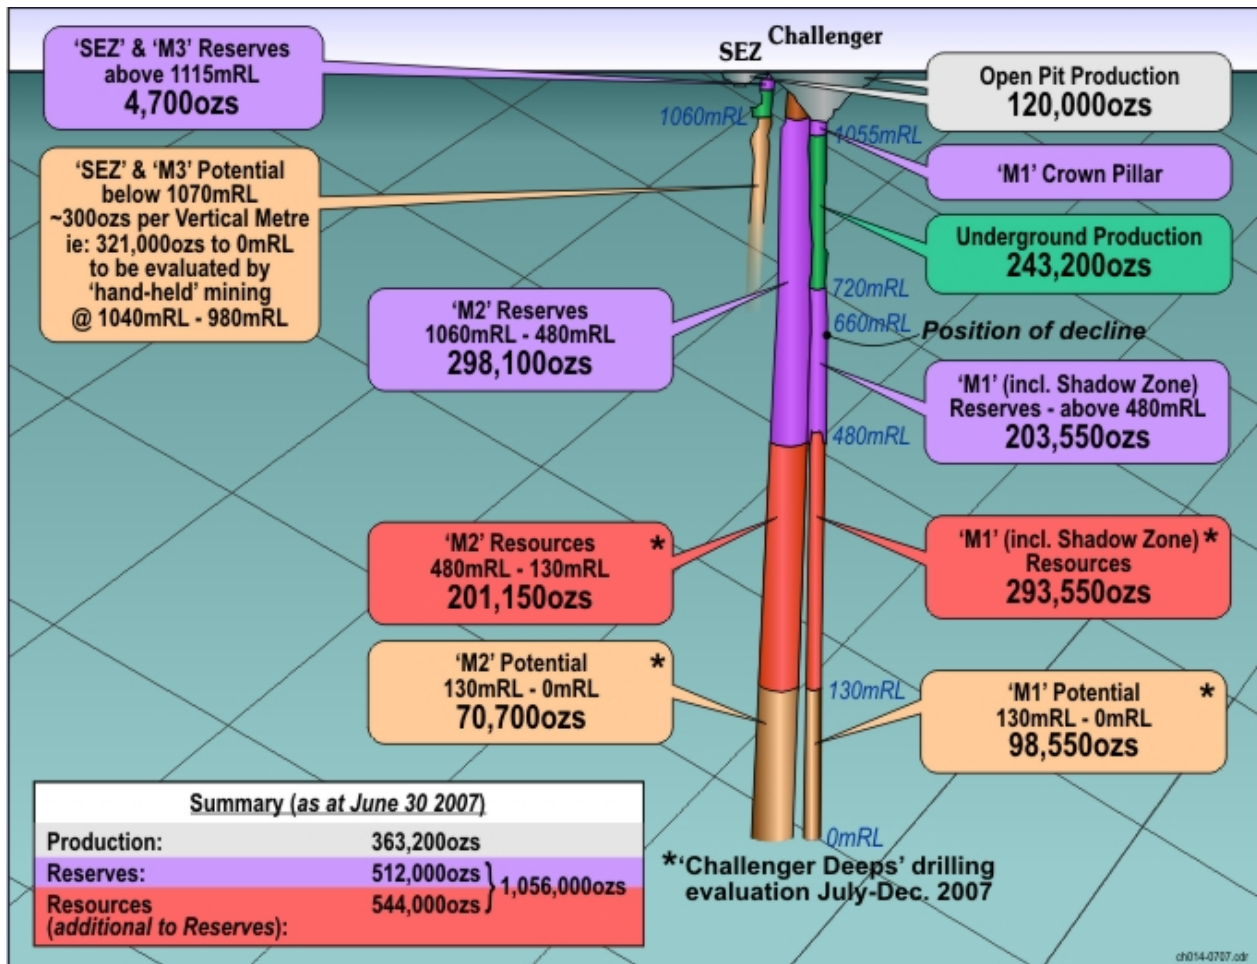 Challenger
SEZ
'SEZ' & 'M3' Reserves
above 1115mRL
4,700ozs
Open Pit Production
120,000ozs
1060mRL
1055mRL
'M1' Crown Pillar
'SEZ' & 'M3' Potential
below 1070mRL
~300ozs per Vertical Metre
ie: 321,000ozs to 0mRL
to be evaluated by
'hand-held' mining
@ 1040mRL - 980mRL
Underground Production
243,200ozs
720mRL
'M2' Reserves
1060mRL - 480mRL
298,100ozs
660mRL
Position of decline
'M1' (incl. Shadow Zone)
Reserves - above 480mRL
203,550ozs
480mRL
'M2' Resources *
480mRL - 130mRL
201,150ozs
'M1' (incl. Shadow Zone) *
Resources
293,550ozs
'M2' Potential *
130mRL - 0mRL
70,700ozs
130mRL
'M1' Potential *
130mRL - 0mRL
98,550ozs
0mRL
*'Challenger Deeps' drilling
evaluation July-Dec. 2007
Summary (as at June 30 2007)
Production: 363,200ozs
Reserves: 512,000ozs
1,056,000ozs
Resources 544,000ozs
(additional to Reserves):
ch014-0707.cdr